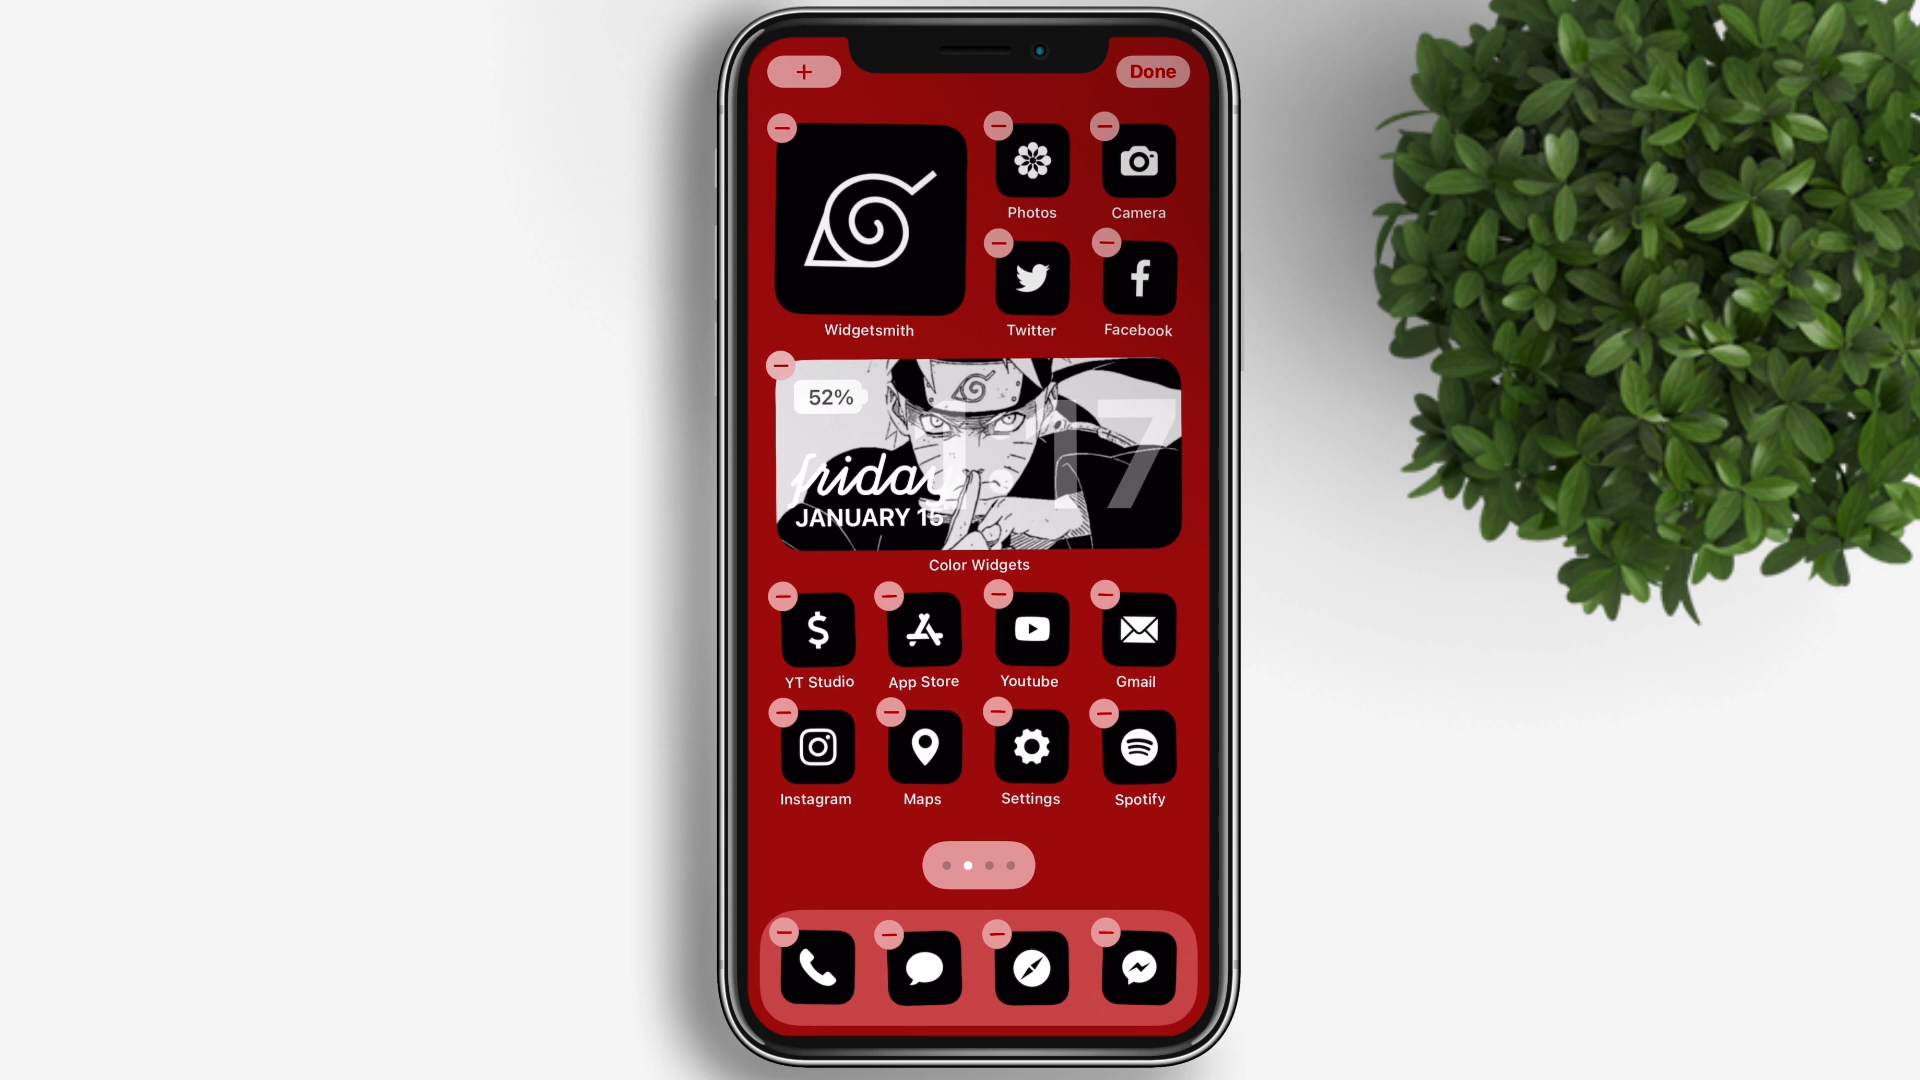 + Done
Photos Camera
Widgetsmith Twitter Facebook
52%
friday
JANUARY 15
Color Widgets
$
YT Studio App Store Youtube Gmail
Instagram Maps Settings Spotify